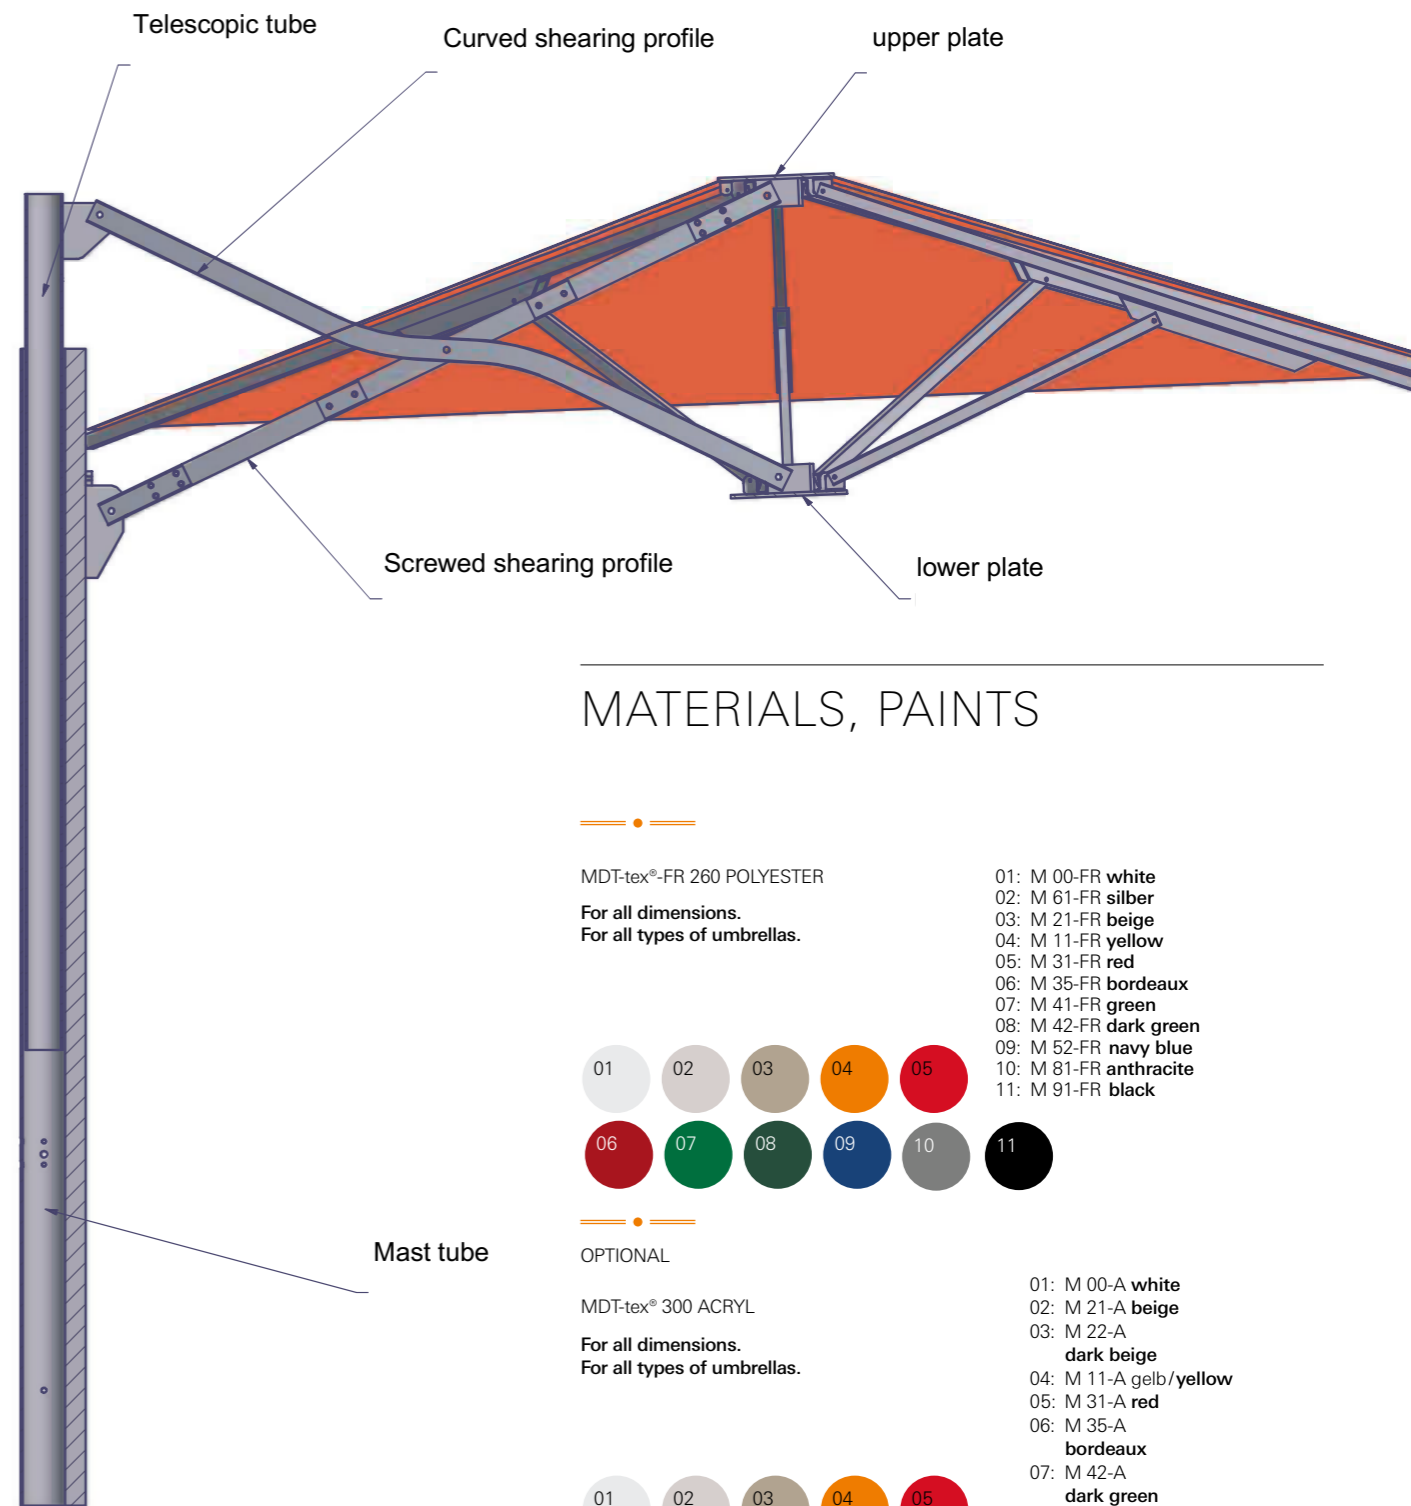 Telescopic tube
Curved shearing profile
upper plate
Screwed shearing profile
lower plate
Mast tube
MATERIALS, PAINTS
MDT-tex®-FR 260 POLYESTER
For all dimensions.
For all types of umbrellas.
01: M 00-FR white
02: M 61-FR silber
03: M 21-FR beige
04: M 11-FR yellow
05: M 31-FR red
06: M 35-FR bordeaux
07: M 41-FR green
08: M 42-FR dark green
09: M 52-FR navy blue
10: M 81-FR anthracite
11: M 91-FR black
01 02 03 04 05
06 07 08 09 10 11
OPTIONAL
MDT-tex® 300 ACRYL
For all dimensions.
For all types of umbrellas.
01: M 00-A white
02: M 21-A beige
03: M 22-A
dark beige
04: M 11-A gelb/yellow
05: M 31-A red
06: M 35-A
bordeaux
07: M 42-A
dark green
01 02 03 04 05